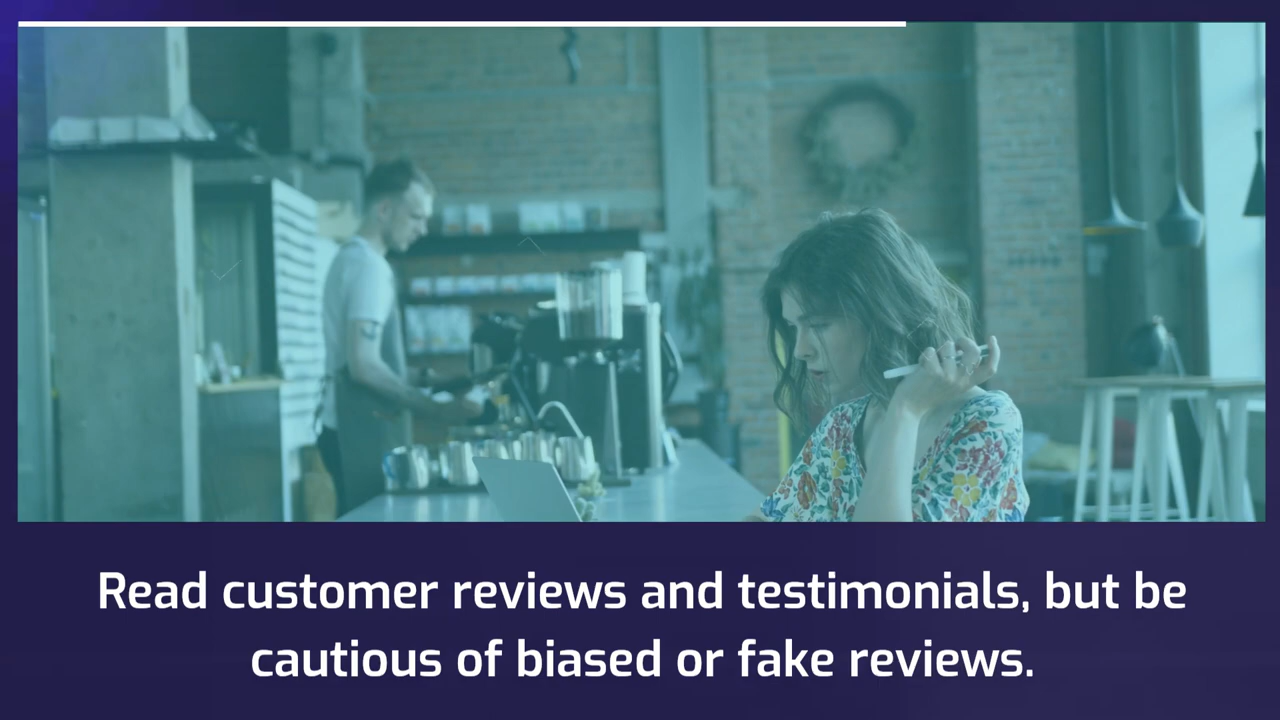 Read customer reviews and testimonials, but be
cautious of biased or fake reviews.